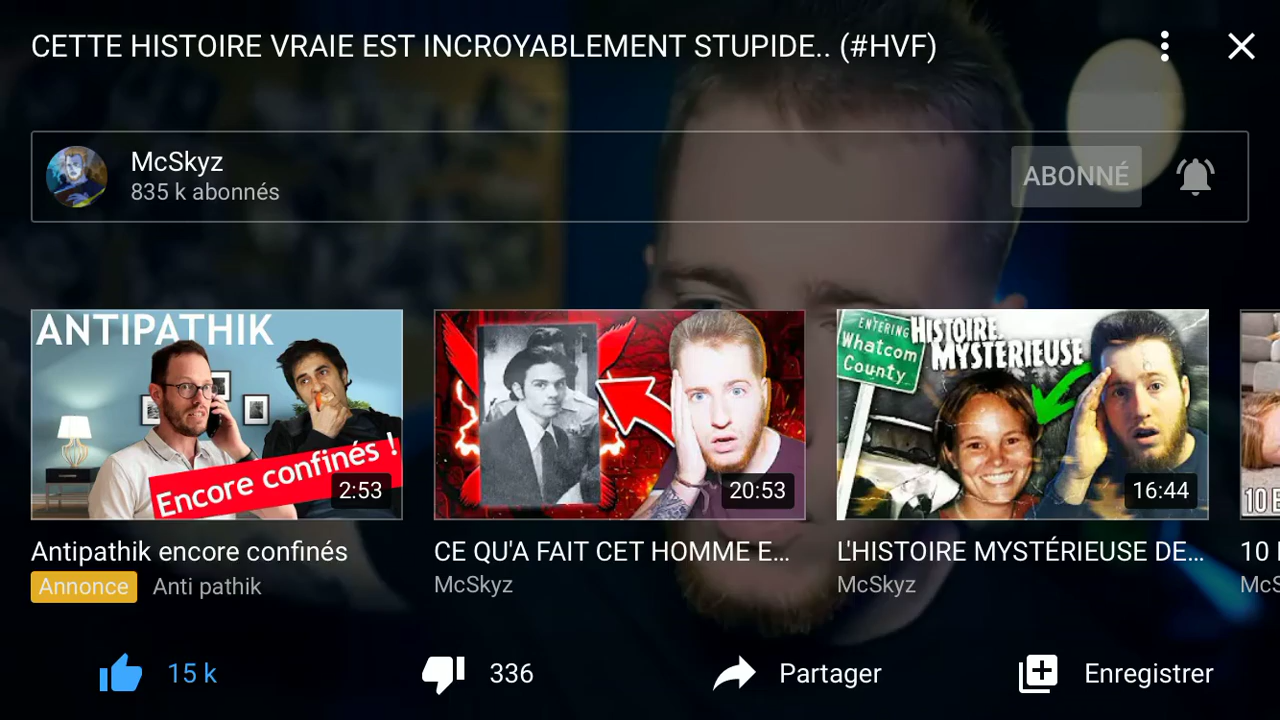 CETTE HISTOIRE VRAIE EST INCROYABLEMENT STUPIDE.. (#HVF)
McSkyz
835 k abonnés
ABONNÉ
ANTIPATHIK
Encore confinés !
2:53
20:53
ENTERING
Whatcom
County
HISTOIRE
MYSTÉRIEUSE
16:44
10 E
Antipathik encore confinés
Annonce Anti pathik
CE QU'A FAIT CET HOMME E...
McSkyz
L'HISTOIRE MYSTÉRIEUSE DE...
McSkyz
10
McS
15 k
336
Partager
Enregistrer